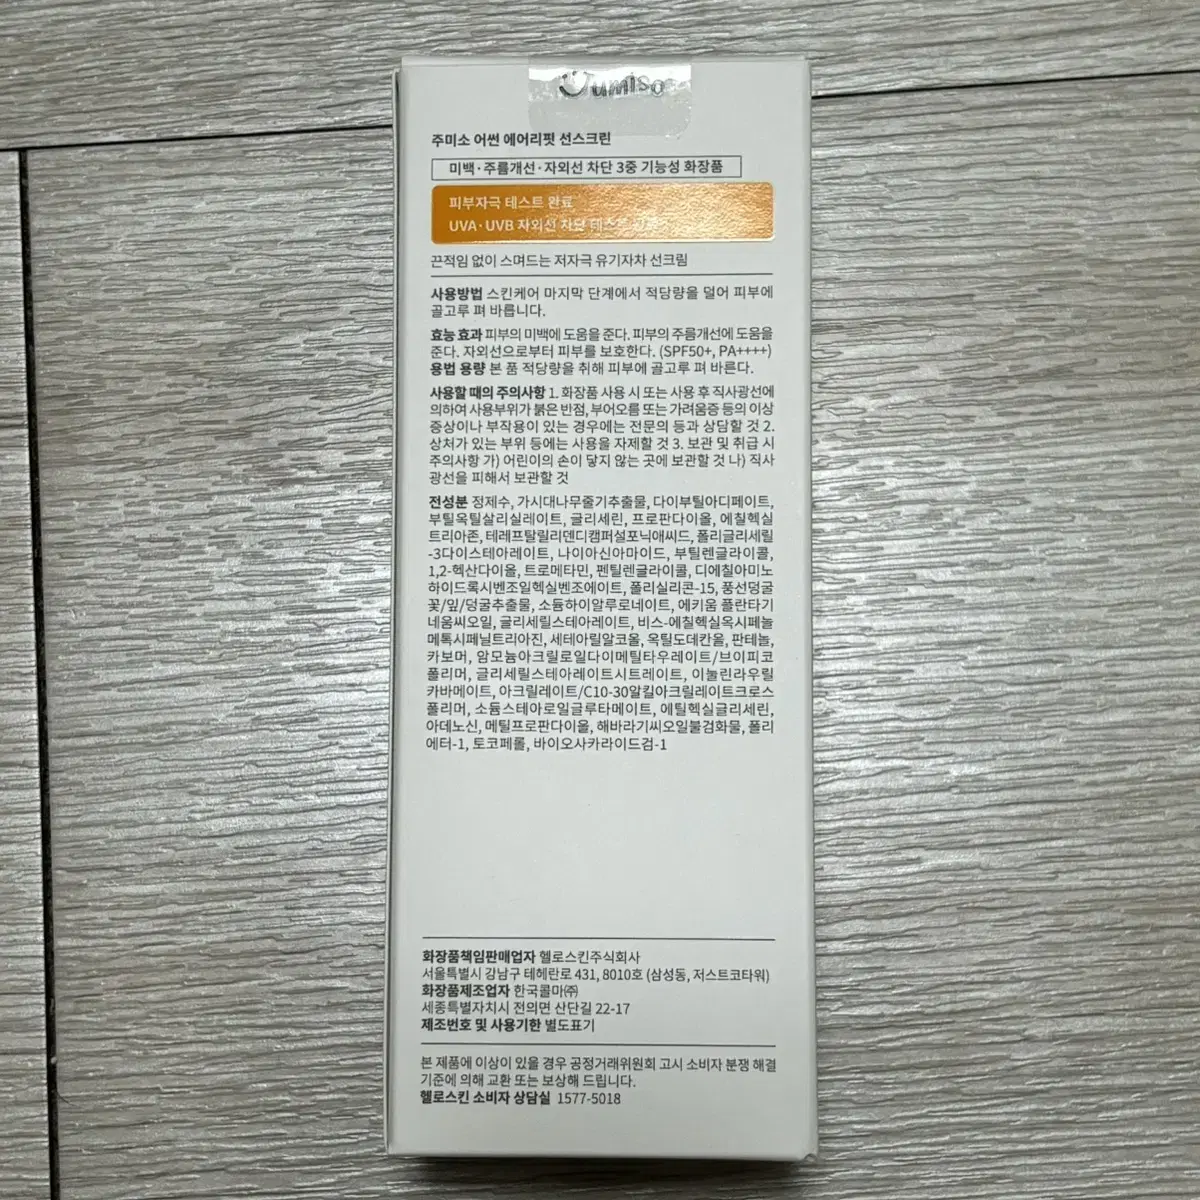 Jumiso
주미소 어썬 에어리핏 선스크린
미백·주름개선·자외선 차단 3중 기능성 화장품
피부자극 테스트 완료
UVA·UVB 자외선 차단 테스트
끈적임 없이 스며드는 저자극 유기자차 선크림
사용방법 스킨케어 마지막 단계에서 적당량을 덜어 피부에
골고루 펴 바릅니다.
효능 효과 피부의 미백에 도움을 준다. 피부의 주름개선에 도움을
준다. 자외선으로부터 피부를 보호한다. (SPF50+, PA++++)
용법 용량 본 품 적당량을 취해 피부에 골고루 펴 바른다.
사용할 때의 주의사항 1. 화장품 사용 시 또는 사용 후 직사광선에
의하여 사용부위가 붉은 반점, 부어오름 또는 가려움증 등의 이상
증상이나 부작용이 있는 경우에는 전문의 등과 상담할 것 2.
상처가 있는 부위 등에는 사용을 자제할 것 3. 보관 및 취급 시
주의사항 가) 어린이의 손이 닿지 않는 곳에 보관할 것 나) 직사
광선을 피해서 보관할 것
전성분 정제수, 가시대나무줄기추출물, 다이부틸아디페이트,
부틸옥틸살리실레이트, 글리세린, 프로판다이올, 에칠헥실
트리아존, 테레프탈릴리덴디캠퍼설포닉애씨드, 폴리글리세릴
-3다이스테아레이트, 나이아신아마이드, 부틸렌글라이콜,
1,2-헥산다이올, 트로메타민, 펜틸렌글라이콜, 디에칠아미노
하이드록시벤조일헥실벤조에이트, 폴리실리콘-15, 풍선덩굴
꽃/잎/덩굴추출물, 소듐하이알루로네이트, 에키움 플란타기
네움씨오일, 글리세릴스테아레이트, 비스-에칠헥실옥시페놀
메톡시페닐트리아진, 세테아릴알코올, 옥틸도데칸올, 판테놀,
카보머, 암모늄아크릴로일다이메틸타우레이트/브이피코
폴리머, 글리세릴스테아레이트시트레이트, 이눌린라우릴
카바메이트, 아크릴레이트/C10-30알킬아크릴레이트크로스
폴리머, 소듐스테아로일글루타메이트, 에틸헥실글리세린,
아데노신, 메틸프로판다이올, 해바라기씨오일불검화물, 폴리
에터-1, 토코페롤, 바이오사카라이드검-1
화장품책임판매업자 헬로스킨주식회사
서울특별시 강남구 테헤란로 431, 8010호 (삼성동, 저스트코타워)
화장품제조업자 한국콜마㈜
세종특별자치시 전의면 산단길 22-17
제조번호 및 사용기한 별도표기
본 제품에 이상이 있을 경우 공정거래위원회 고시 소비자 분쟁 해결
기준에 의해 교환 또는 보상해 드립니다.
헬로스킨 소비자 상담실 1577-5018